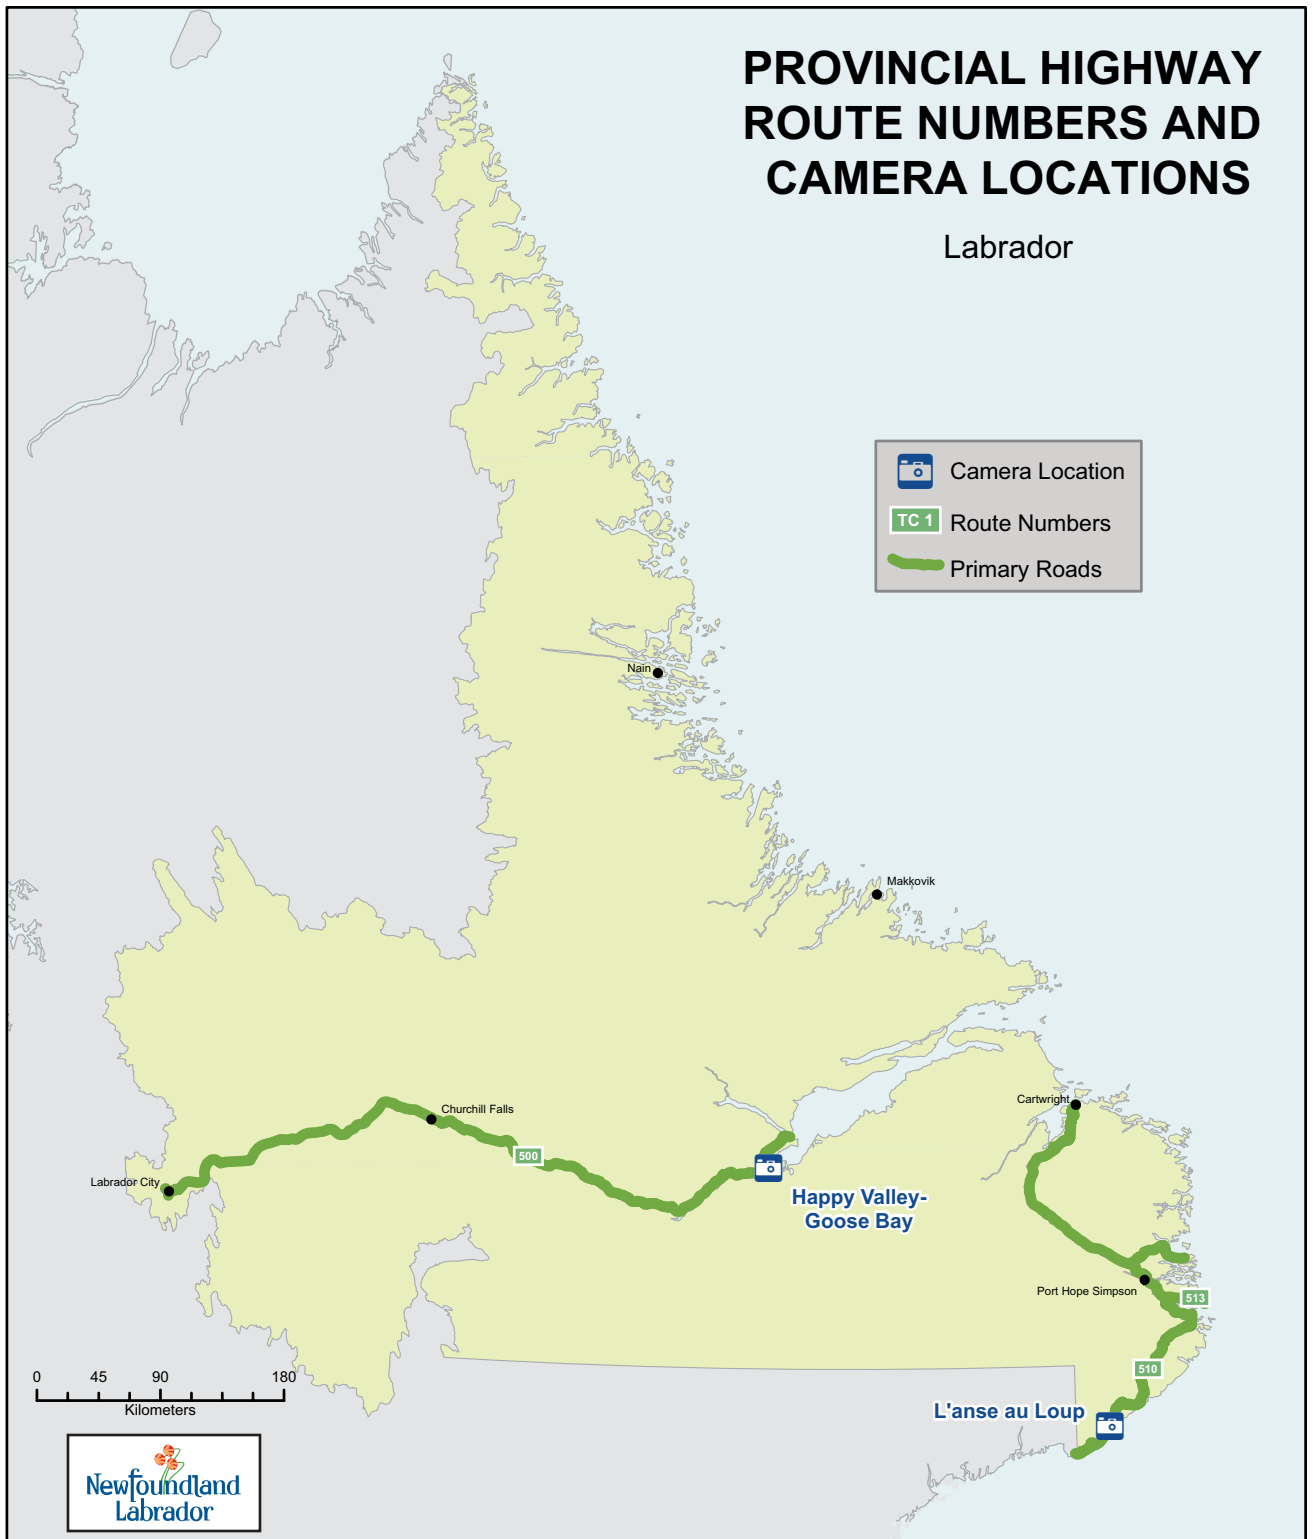 PROVINCIAL HIGHWAY
ROUTE NUMBERS AND
CAMERA LOCATIONS
Labrador
Camera Location
TC 1 Route Numbers
Primary Roads
Nain
Makkovik
Cartwright
Churchill Falls
500
Labrador City
Happy Valley-
Goose Bay
Port Hope Simpson
513
510
L'anse au Loup
0 45 90 180
Kilometers
Newfoundland
Labrador